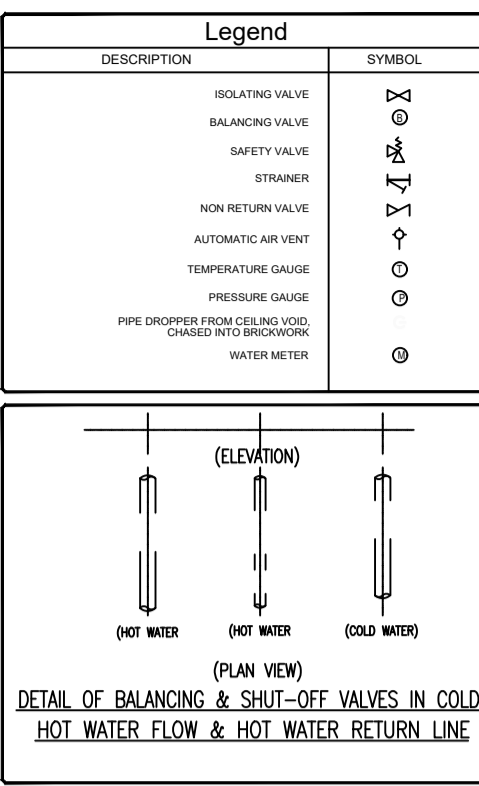 Legend
DESCRIPTION SYMBOL
ISOLATING VALVE
BALANCING VALVE B
SAFETY VALVE
STRAINER
NON RETURN VALVE
AUTOMATIC AIR VENT
TEMPERATURE GAUGE T
PRESSURE GAUGE P
PIPE DROPPER FROM CEILING VOID,
CHASED INTO BRICKWORK G
WATER METER M
(ELEVATION)
(HOT WATER (HOT WATER (COLD WATER)
(PLAN VIEW)
DETAIL OF BALANCING & SHUT-OFF VALVES IN COLD
HOT WATER FLOW & HOT WATER RETURN LINE